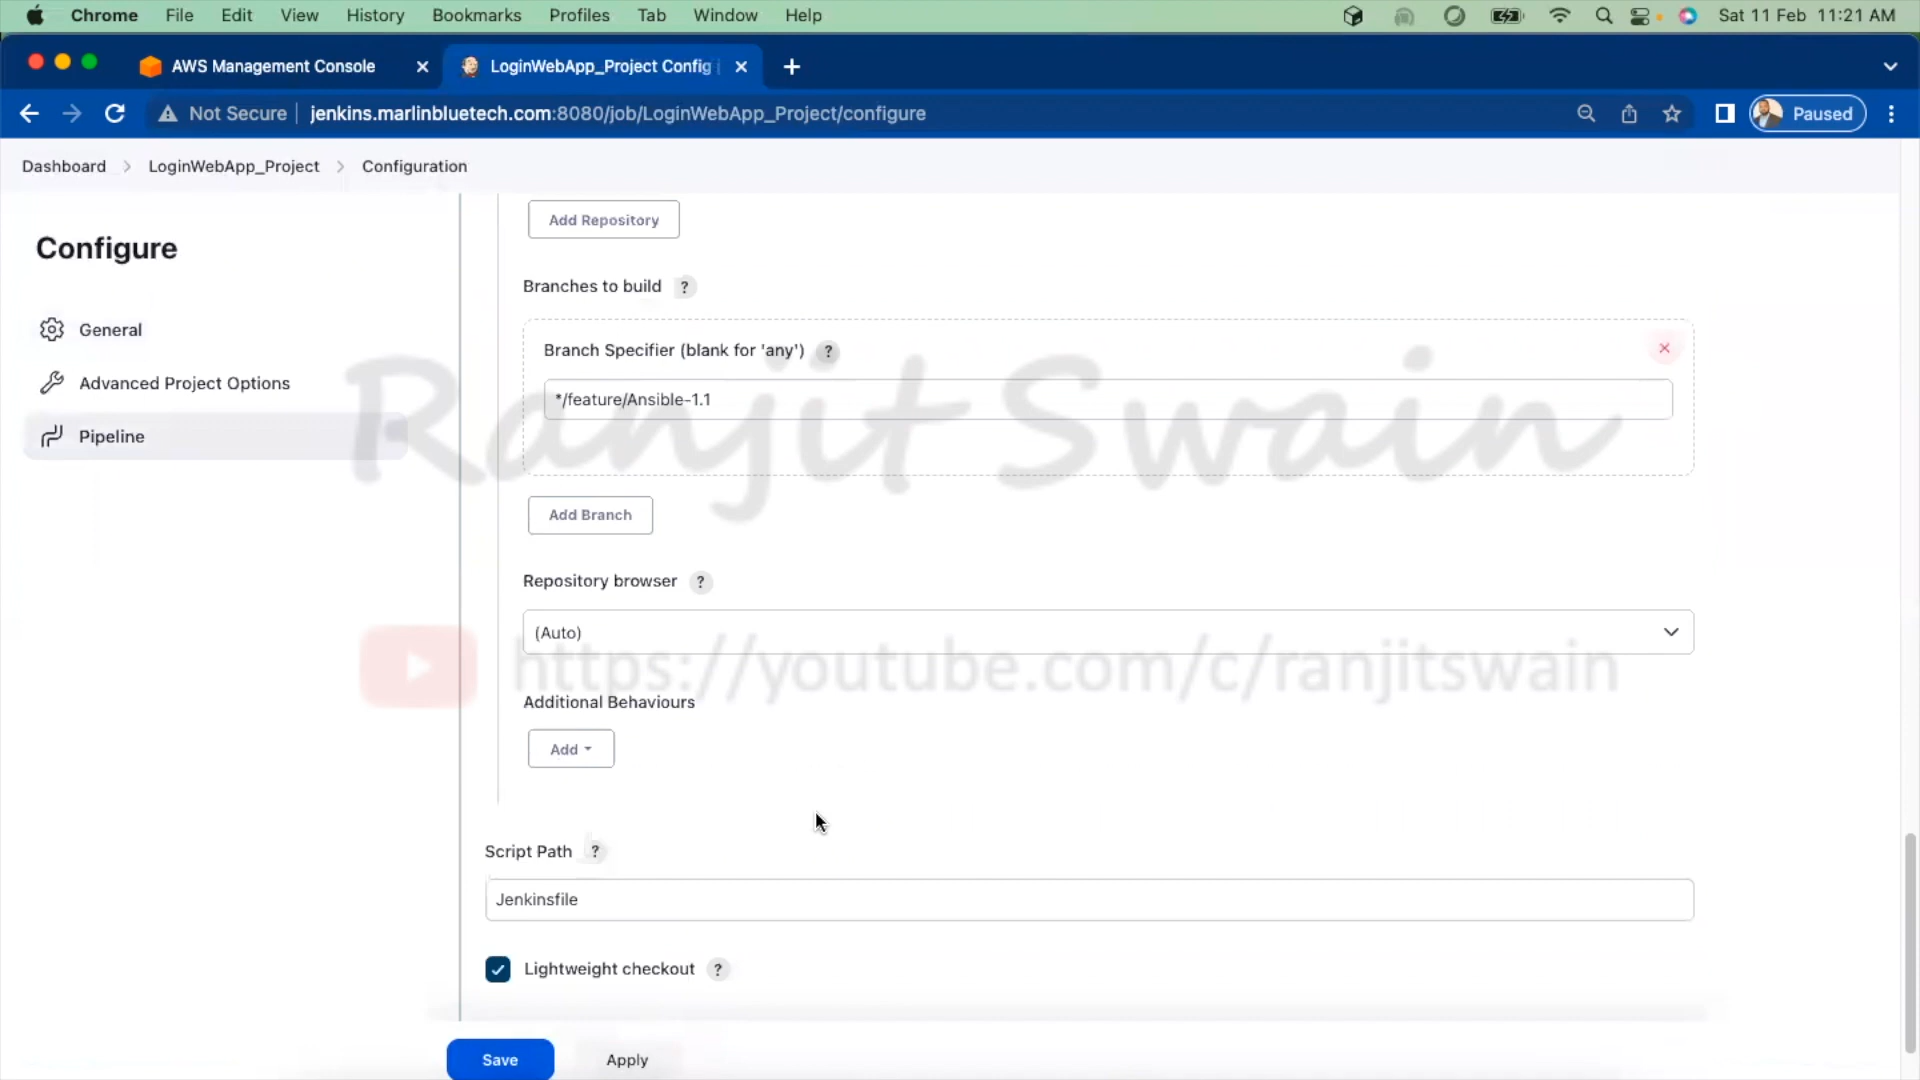 Chrome File Edit View History Bookmarks Profiles Tab Window Help Sat 11 Feb 11:21 AM
AWS Management Console LoginWebApp_Project Config
Not Secure jenkins.marlinbluetech.com:8080/job/LoginWebApp_Project/configure Paused
Dashboard LoginWebApp_Project Configuration
Configure
General
Advanced Project Options
Pipeline
Add Repository
Branches to build ?
Branch Specifier (blank for 'any') ?
*/feature/Ansible-1.1
Ranjit Swain
Add Branch
Repository browser ?
(Auto)
https://youtube.com/c/ranjitswain
Additional Behaviours
Add
Script Path ?
Jenkinsfile
Lightweight checkout ?
Save Apply